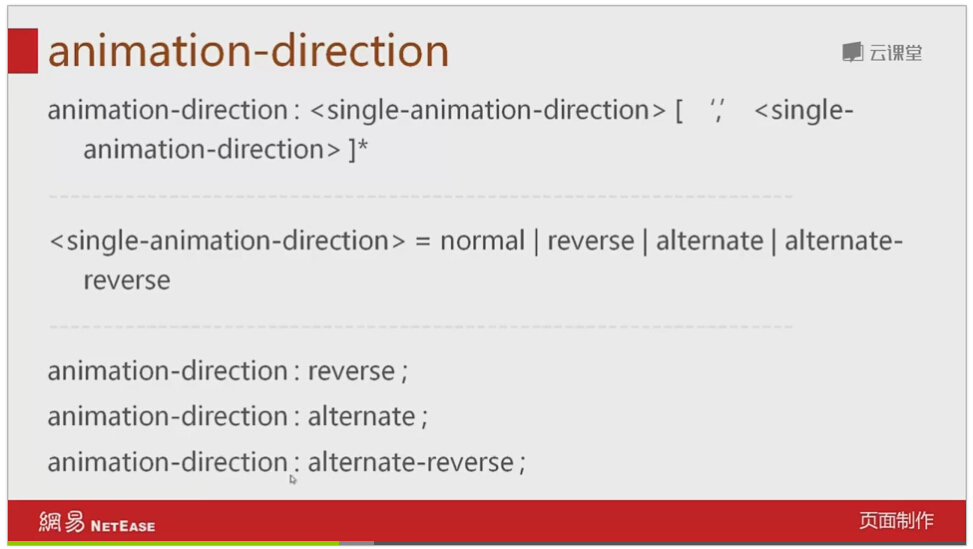 animation-direction
云课堂
animation-direction : <single-animation-direction> [ ‘,’ <single-
animation-direction> ]*
<single-animation-direction> = normal | reverse | alternate | alternate-
reverse
animation-direction : reverse ;
animation-direction : alternate ;
animation-direction : alternate-reverse ;
網易 NETEASE
页面制作